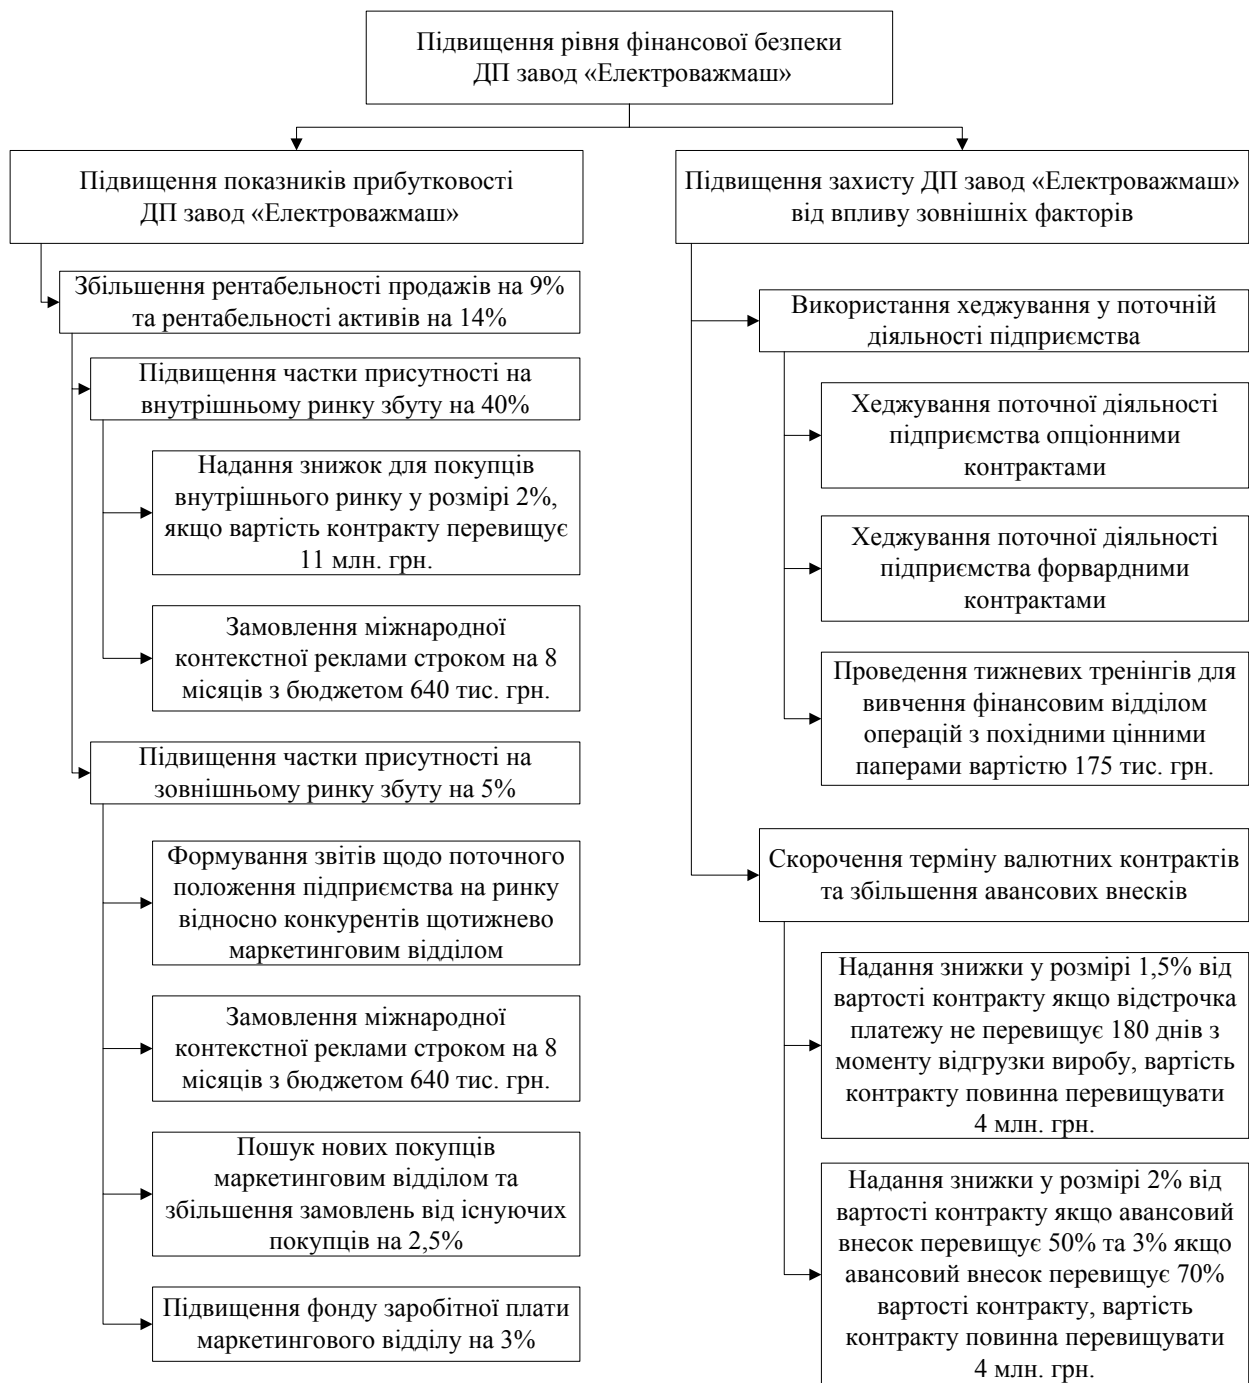 Підвищення рівня фінансової безпеки
ДП завод «Електроважмаш»
Підвищення показників прибутковості
ДП завод «Електроважмаш»
Збільшення рентабельності продажів на 9%
та рентабельності активів на 14%
Підвищення частки присутності на
внутрішньому ринку збуту на 40%
Надання знижок для покупців
внутрішнього ринку у розмірі 2%,
якщо вартість контракту перевищує
11 млн. грн.
Замовлення міжнародної
контекстної реклами строком на 8
місяців з бюджетом 640 тис. грн.
Підвищення частки присутності на
зовнішньому ринку збуту на 5%
Формування звітів щодо поточного
положення підприємства на ринку
відносно конкурентів щотижнево
маркетинговим відділом
Замовлення міжнародної
контекстної реклами строком на 8
місяців з бюджетом 640 тис. грн.
Пошук нових покупців
маркетинговим відділом та
збільшення замовлень від існуючих
покупців на 2,5%
Підвищення фонду заробітної плати
маркетингового відділу на 3%
Підвищення захисту ДП завод «Електроважмаш»
від впливу зовнішніх факторів
Використання хеджування у поточній
діяльності підприємства
Хеджування поточної діяльності
підприємства опціонними
контрактами
Хеджування поточної діяльності
підприємства форвардними
контрактами
Проведення тижневих тренінгів для
вивчення фінансовим відділом
операцій з похідними цінними
паперами вартістю 175 тис. грн.
Скорочення терміну валютних контрактів
та збільшення авансових внесків
Надання знижки у розмірі 1,5% від
вартості контракту якщо відстрочка
платежу не перевищує 180 днів з
моменту відгрузки виробу, вартість
контракту повинна перевищувати
4 млн. грн.
Надання знижки у розмірі 2% від
вартості контракту якщо авансовий
внесок перевищує 50% та 3% якщо
авансовий внесок перевищує 70%
вартості контракту, вартість
контракту повинна перевищувати
4 млн. грн.